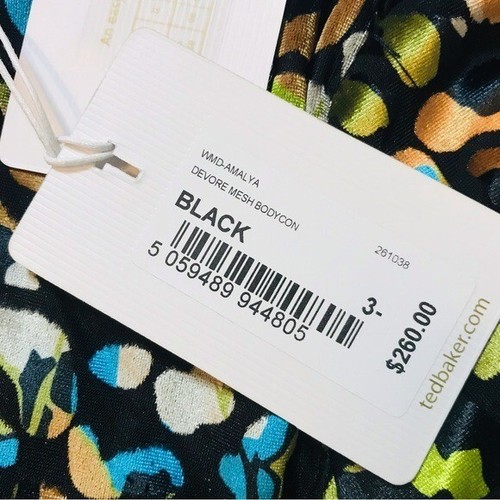 WMD-AMALYA
DEVORE MESH BODYCON
BLACK
261038
5 059489 944805
3-
$260.00
tedbaker.com